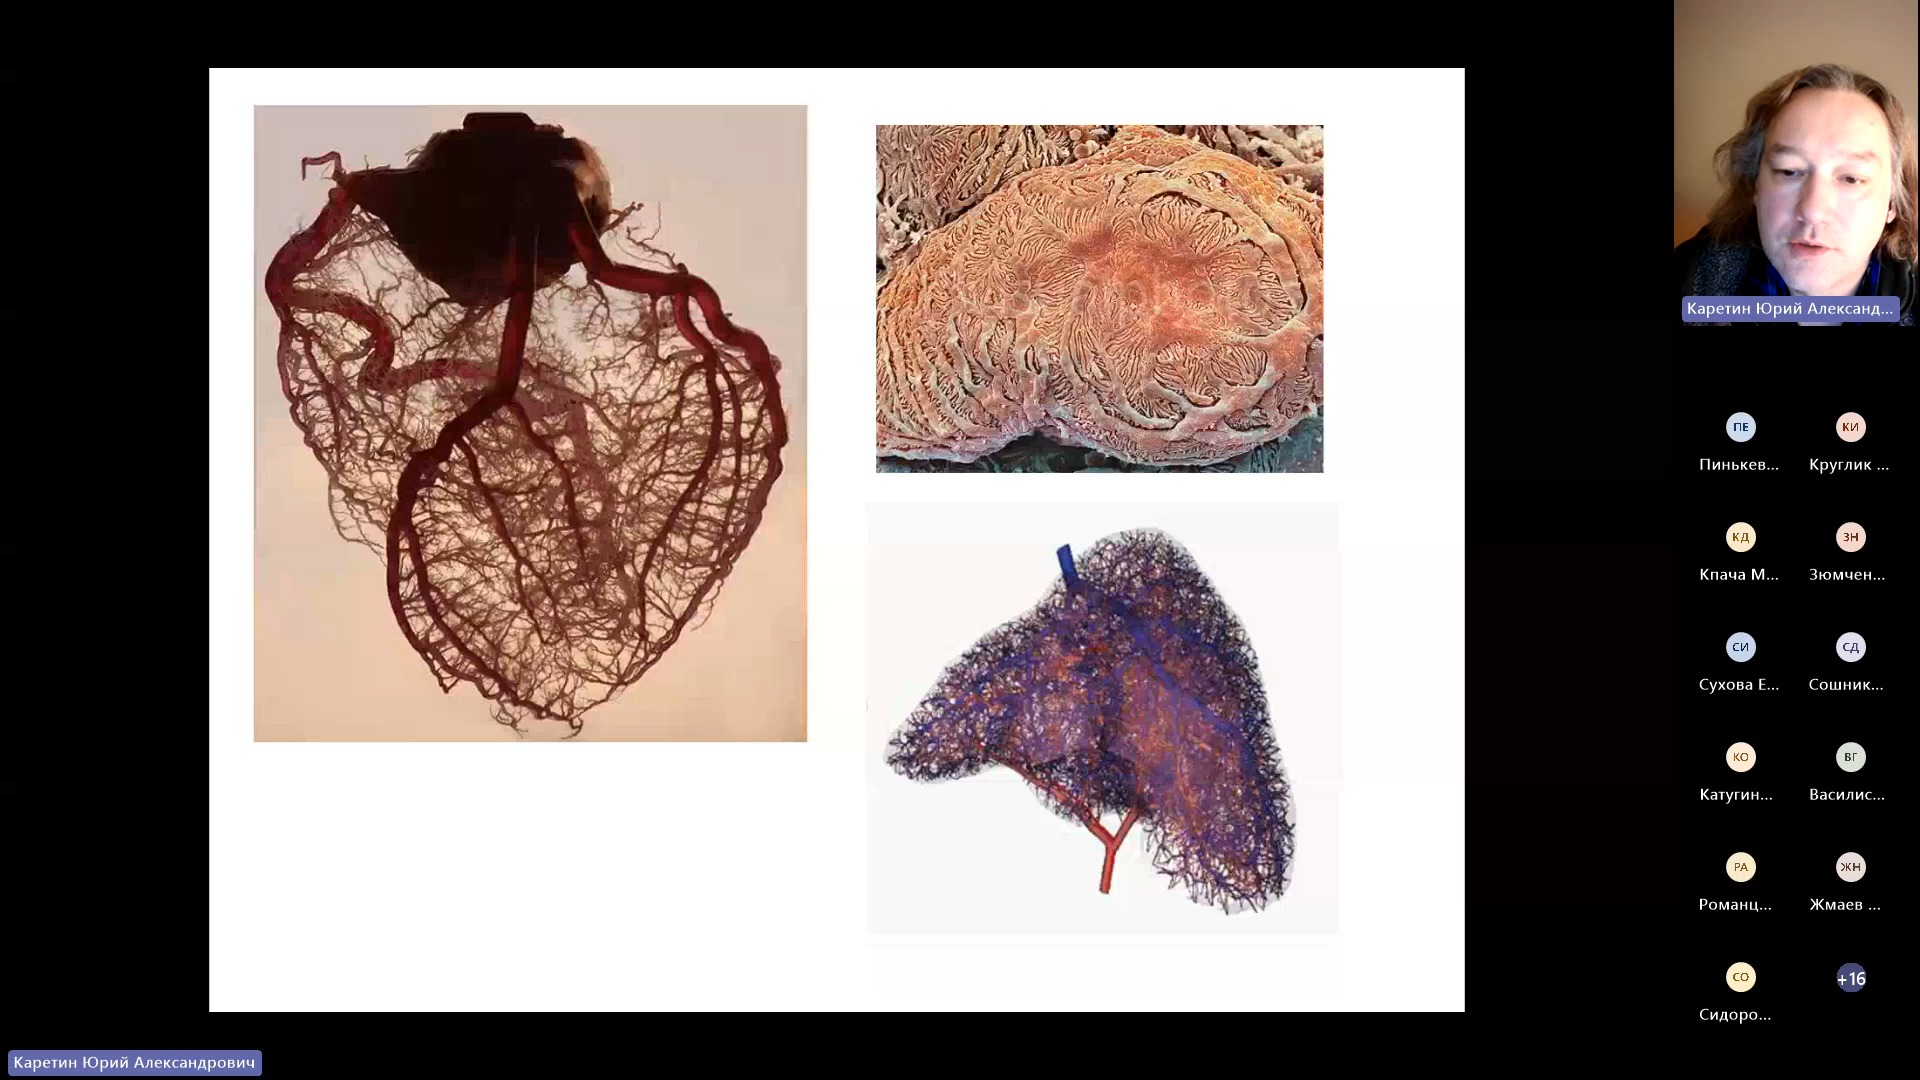 Каретин Юрий Александ...
ПЕ
КИ
Пинькев...
Круглик ...
КД
ЗН
Кпача М...
Зюмчен...
СИ
СД
Сухова Е...
Сошник...
КО
ВГ
Катугин...
Василис...
РА
ЖН
Романц...
Жмаев ...
СО
+16
Сидоро...
Каретин Юрий Александрович